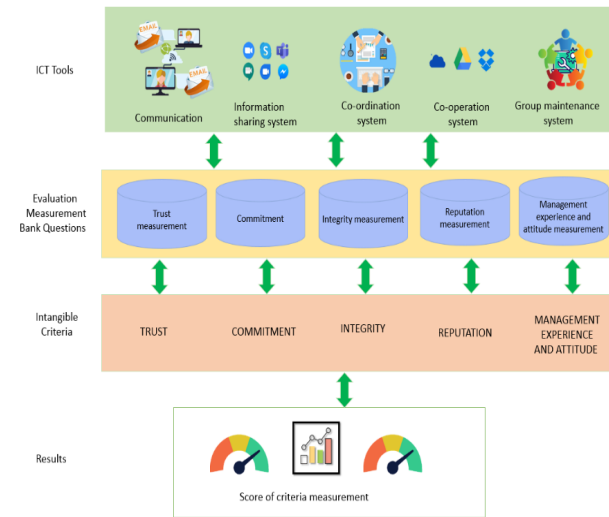 EMAIL
EMAIL
ICT Tools
Communication
Information
sharing system
Co-ordination
system
Co-operation
system
Group maintenance
system
Evaluation
Measurement
Bank Questions
Trust
measurement
Commitment
Integrity measurement
Reputation
measurement
Management
experience and
attitude measurement
Intangible
Criteria
TRUST
COMMITMENT
INTEGRITY
REPUTATION
MANAGEMENT
EXPERIENCE
AND ATTITUDE
Results
Score of criteria measurement